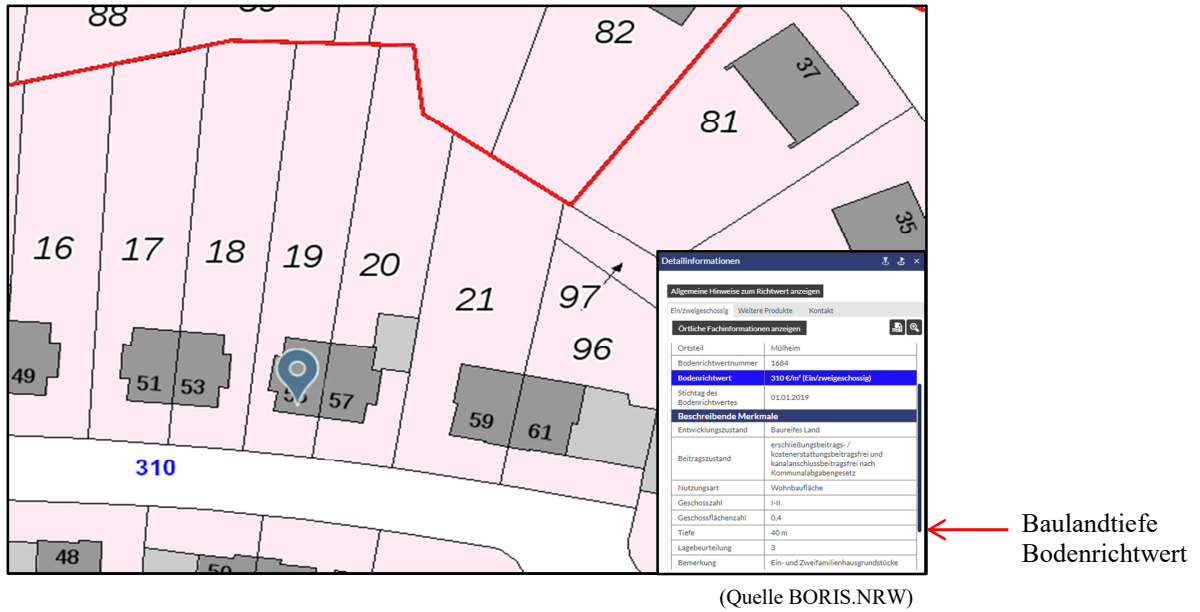 88
82
37
81
35
16
17
18
19
20
21
97
96
49
51
53
57
59
61
310
48
Detailinformationen
Allgemeine Hinweise zum Richtwert anzeigen
Ein/zweigeschossig Weitere Produkte Kontakt
Örtliche Fachinformationen anzeigen
Ortsteil Mülheim
Bodenrichtwertnummer 1684
Bodenrichtwert 310 €/m² (Ein/zweigeschossig)
Stichtag des
Bodenrichtwertes 01.01.2019
Beschreibende Merkmale
Entwicklungszustand Baureifes Land
Beitragszustand erschließungsbeitrags- /
kostenerstattungsbeitragsfrei und
kanalanschlussbeitragsfrei nach
Kommunalabgabengesetz
Nutzungsart Wohnbaufläche
Geschosszahl I-II
Geschossflächenzahl 0,4
Tiefe 40 m
Lagebeurteilung 3
Bemerkung Ein- und Zweifamilienhausgrundstücke
Baulandtiefe
Bodenrichtwert
(Quelle BORIS.NRW)